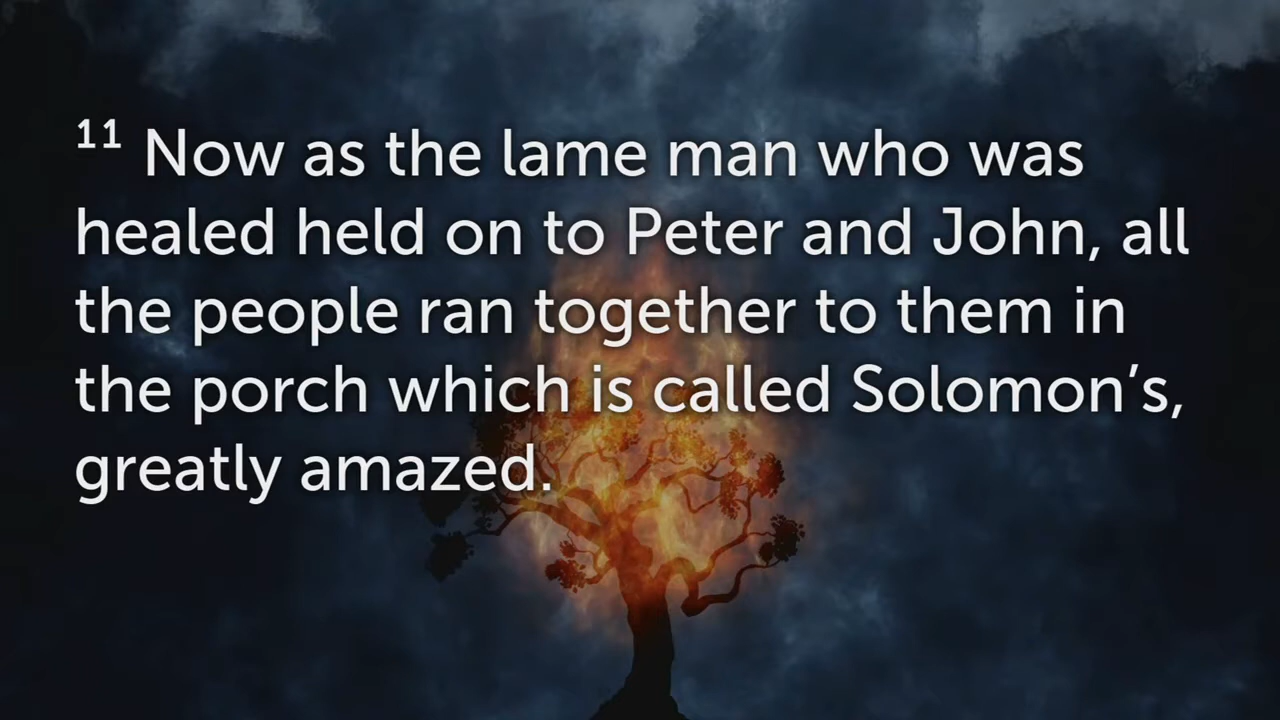 11 Now as the lame man who was
healed held on to Peter and John, all
the people ran together to them in
the porch which is called Solomon’s,
greatly amazed.